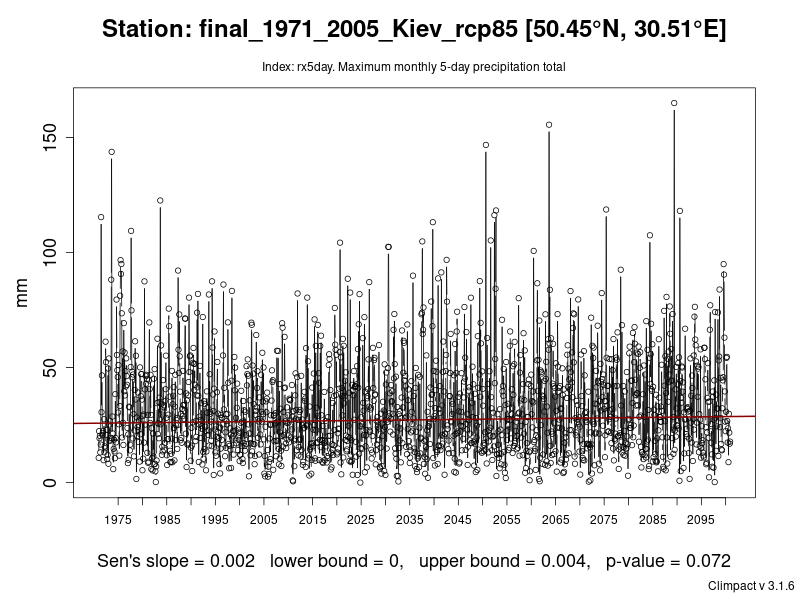 Station: final_1971_2005_Kiev_rcp85 [50.45°N, 30.51°E]
Index: rx5day. Maximum monthly 5-day precipitation total
mm
150
100
50
0
1975 1985 1995 2005 2015 2025 2035 2045 2055 2065 2075 2085 2095
Sen's slope = 0.002 lower bound = 0, upper bound = 0.004, p-value = 0.072
Climpact v 3.1.6